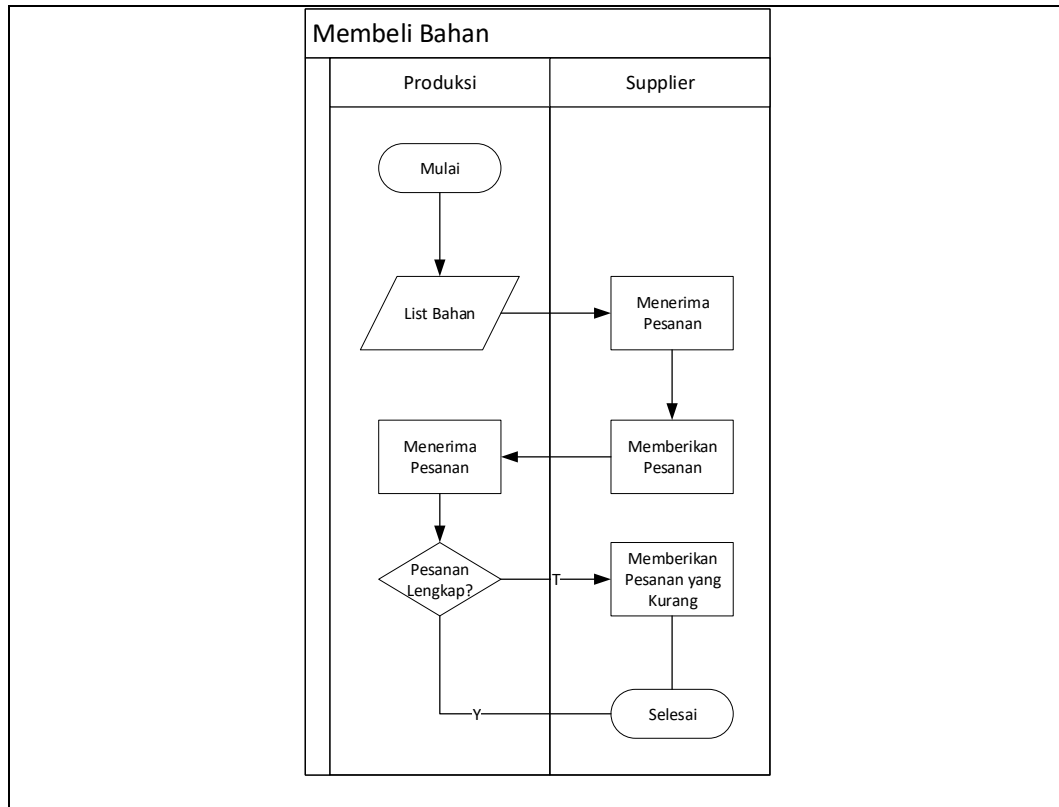 Membeli Bahan
Produksi
Supplier
Mulai
List Bahan
Menerima
Pesanan
Menerima
Pesanan
Memberikan
Pesanan
Pesanan
Lengkap?
T
Memberikan
Pesanan yang
Kurang
Y
Selesai